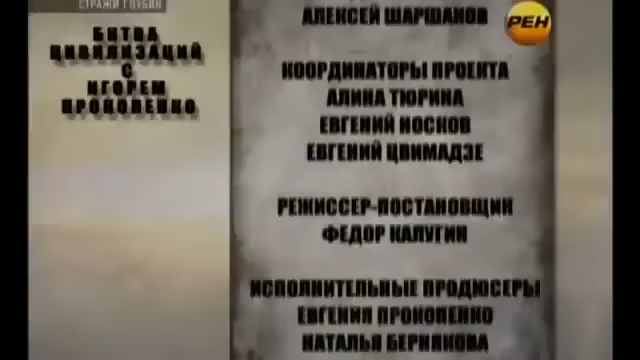 СТРАЖИ ГЛУБИН
БИТВА
ЦИВИЛИЗАЦИЙ
С
ИГОРЕМ
ПРОКОПЕНКО
АЛЕКСЕЙ ШАРШАКОВ
РЕН
КООРДИНАТОРЫ ПРОЕКТА
АЛИНА ТЮРИНА
ЕВГЕНИЙ НОСКОВ
ЕВГЕНИЙ ЦВИМАДЗЕ
РЕЖИССЕР-ПОСТАНОВЩИК
ФЕДОР КАЛУГИН
ИСПОЛНИТЕЛЬНЫЕ ПРОДЮСЕРЫ
ЕВГЕНИЯ ПРОКОПЕНКО
НАТАЛЬЯ БЕРНЯКОВА